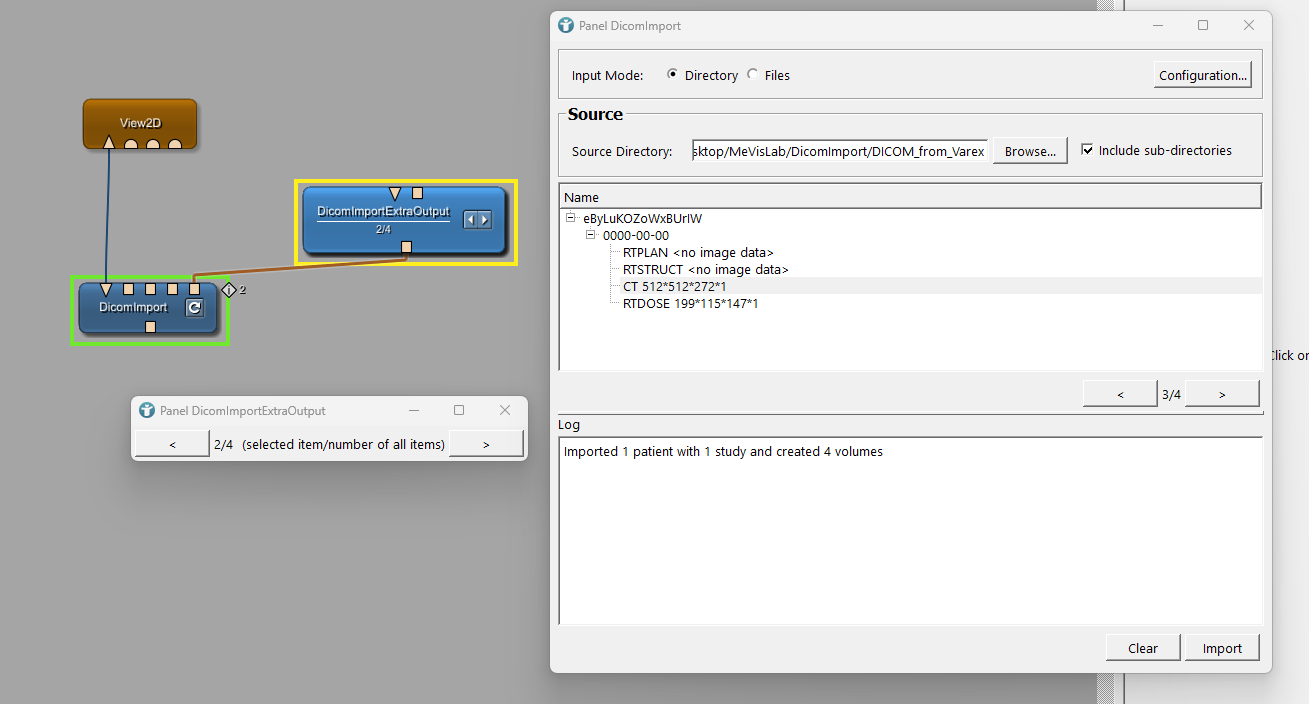 View2D
DicomImportExtraOutput
2/4
DicomImport
2
Panel DicomImportExtraOutput
< 2/4 (selected item/number of all items) >
Panel DicomImport
Input Mode: Directory Files Configuration...
Source
Source Directory: sktop/MeVisLab/DicomImport/DICOM_from_Varex Browse... Include sub-directories
Name
0000-00-00
RTPLAN <no image data>
RTSTRUCT <no image data>
CT 512*512*272*1
RTDOSE 199*115*147*1
< 3/4 >
Log
Imported 1 patient with 1 study and created 4 volumes
Clear Import
Click or